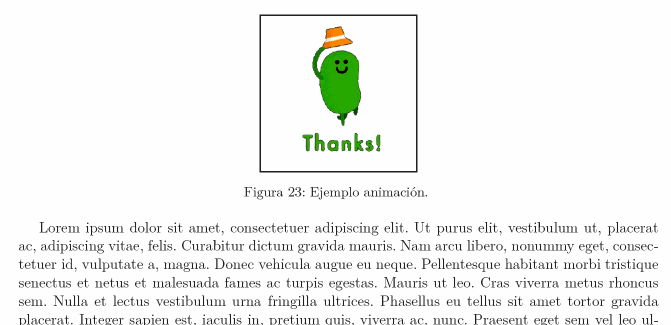 Thanks!
Figura 23: Ejemplo animación.
Lorem ipsum dolor sit amet, consectetuer adipiscing elit. Ut purus elit, vestibulum ut, placerat
ac, adipiscing vitae, felis. Curabitur dictum gravida mauris. Nam arcu libero, nonummy eget, consec-
tetuer id, vulputate a, magna. Donec vehicula augue eu neque. Pellentesque habitant morbi tristique
senectus et netus et malesuada fames ac turpis egestas. Mauris ut leo. Cras viverra metus rhoncus
sem. Nulla et lectus vestibulum urna fringilla ultrices. Phasellus eu tellus sit amet tortor gravida
placerat. Integer sapien est, iaculis in, pretium quis, viverra ac, nunc. Praesent eget sem vel leo ul-